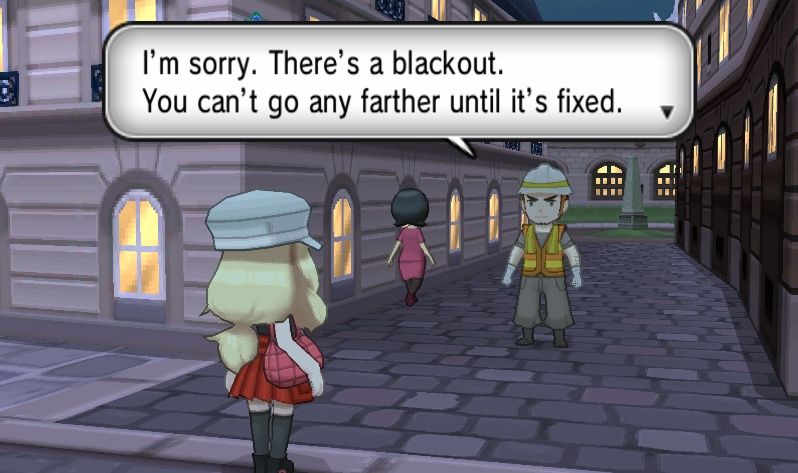 I'm sorry. There's a blackout.
You can't go any farther until it's fixed.